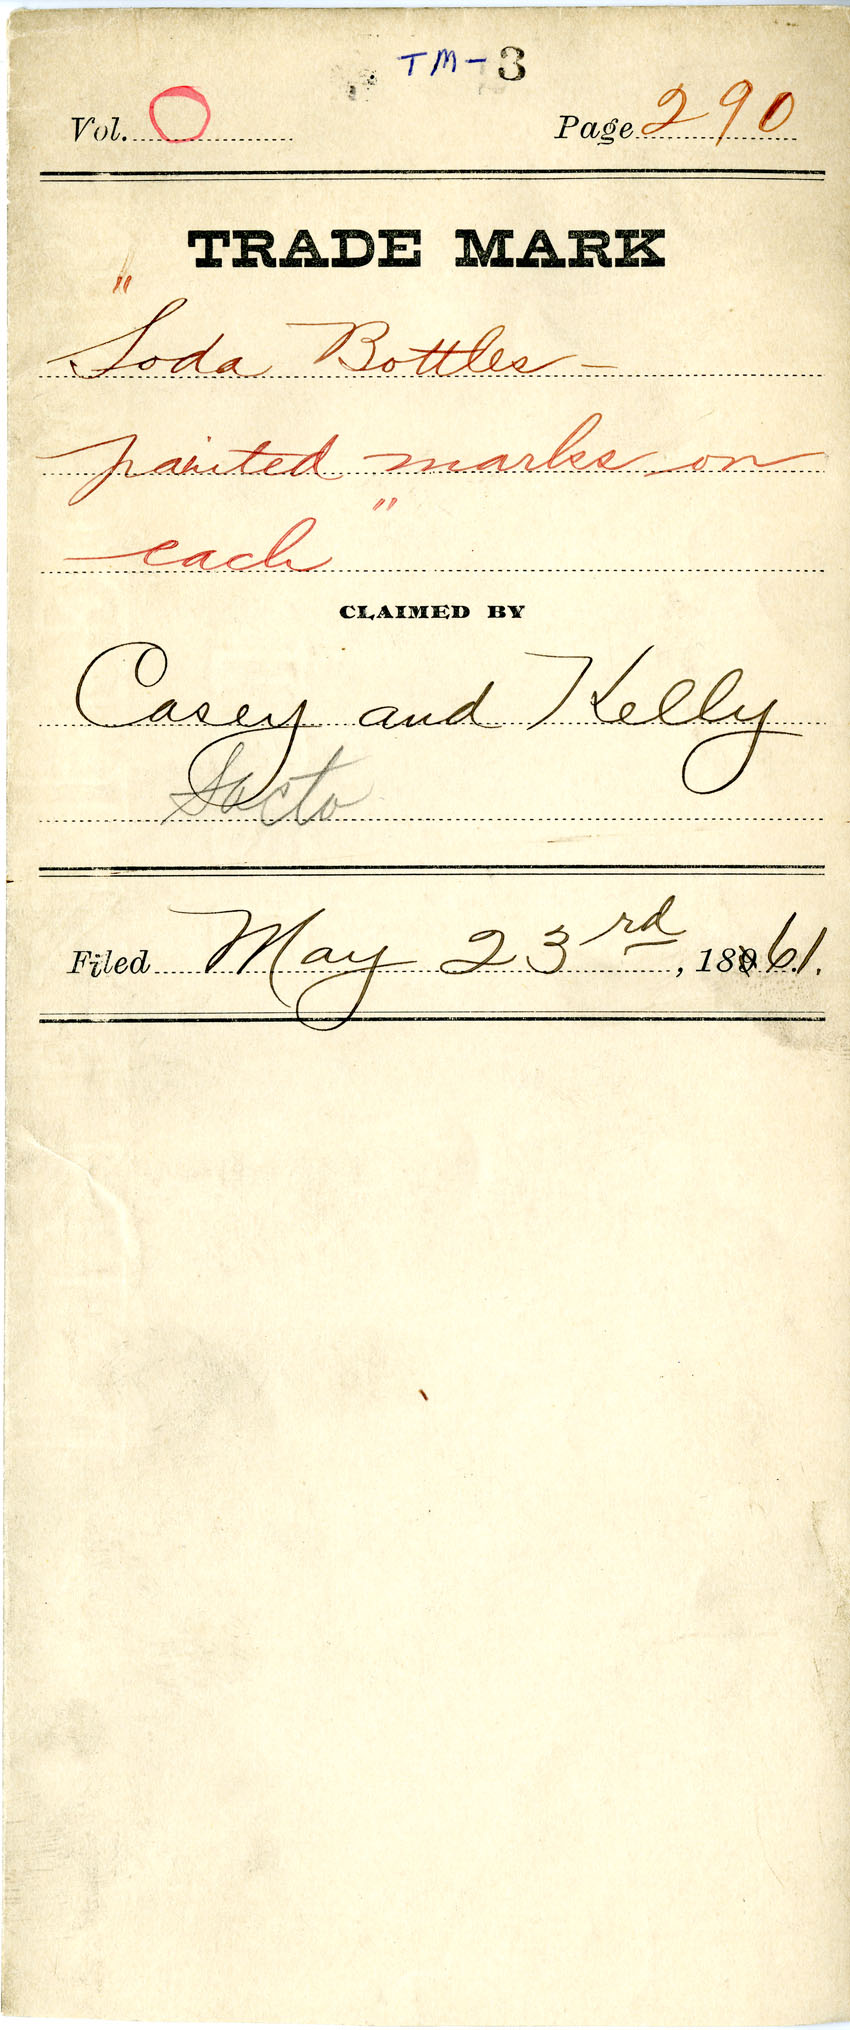 TM-3
Vol. O Page 290
TRADE MARK
"Soda Bottles -
painted marks on
each"
CLAIMED BY
Casey and Kelly
Sacto
Filed May 23rd, 1861.